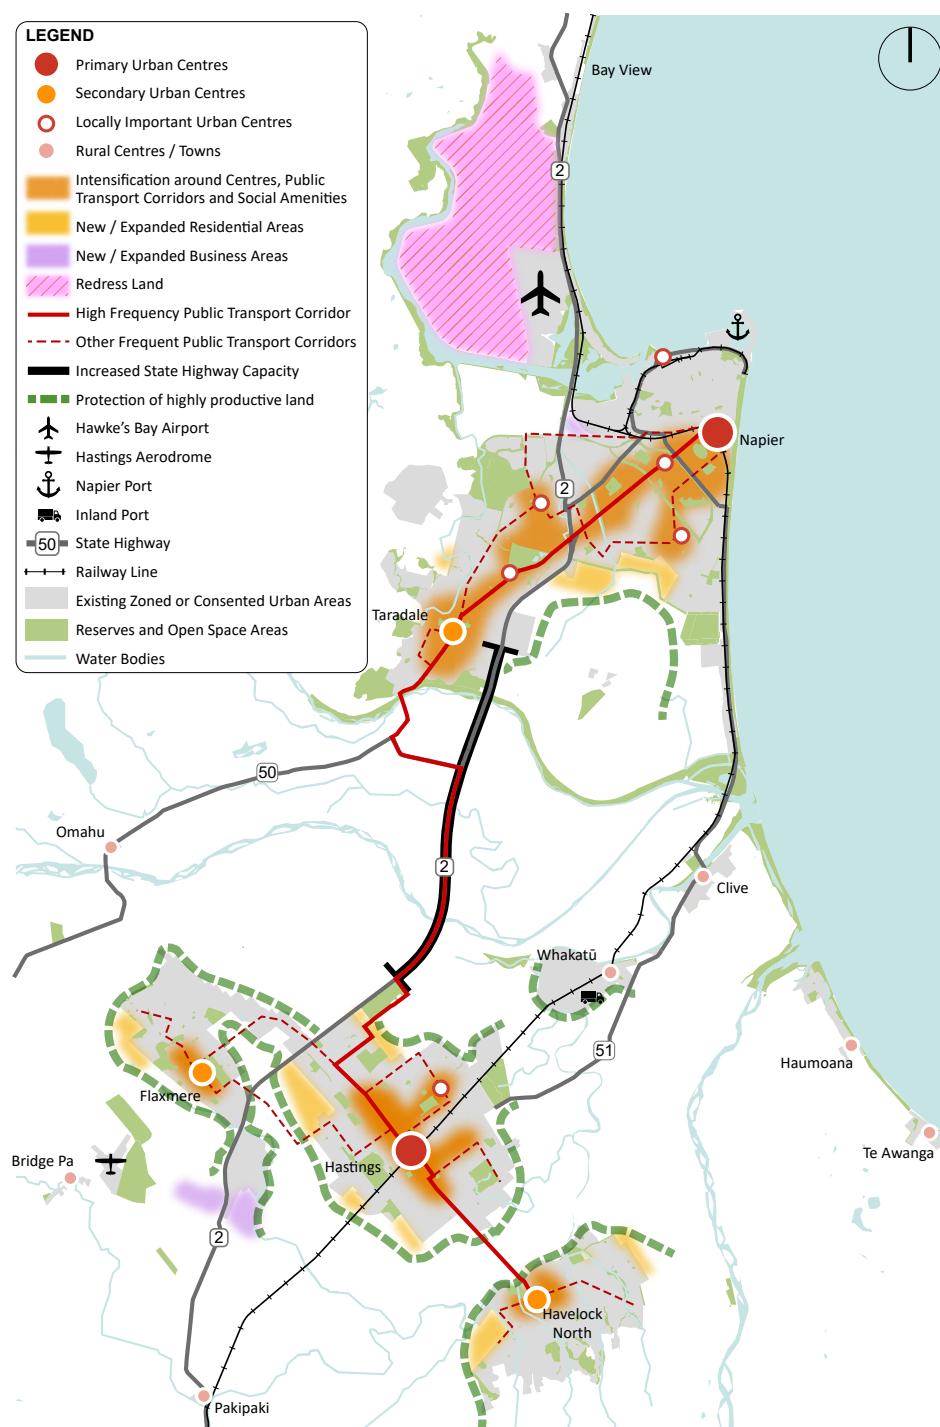 LEGEND
Primary Urban Centres
Secondary Urban Centres
Locally Important Urban Centres
Rural Centres / Towns
Intensification around Centres, Public
Transport Corridors and Social Amenities
New / Expanded Residential Areas
New / Expanded Business Areas
Redress Land
High Frequency Public Transport Corridor
Other Frequent Public Transport Corridors
Increased State Highway Capacity
Protection of highly productive land
Hawke's Bay Airport
Hastings Aerodrome
Napier Port
Inland Port
50
State Highway
Railway Line
Existing Zoned or Consented Urban Areas
Reserves and Open Space Areas
Water Bodies
Bay View
2
Napier
2
Taradale
50
Omahu
2
Clive
Whakatū
51
Haumoana
Flaxmere
Te Awanga
Bridge Pa
Hastings
2
Havelock
North
Pakipaki